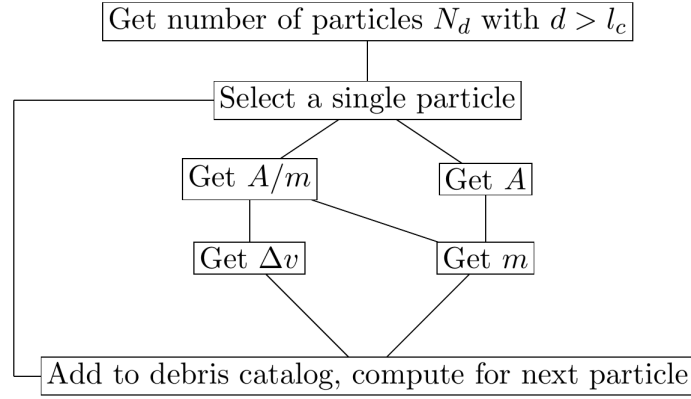 Get number of particles $N_d$ with $d > l_c$
Select a single particle
Get $A/m$
Get $A$
Get $\Delta v$
Get $m$
Add to debris catalog, compute for next particle